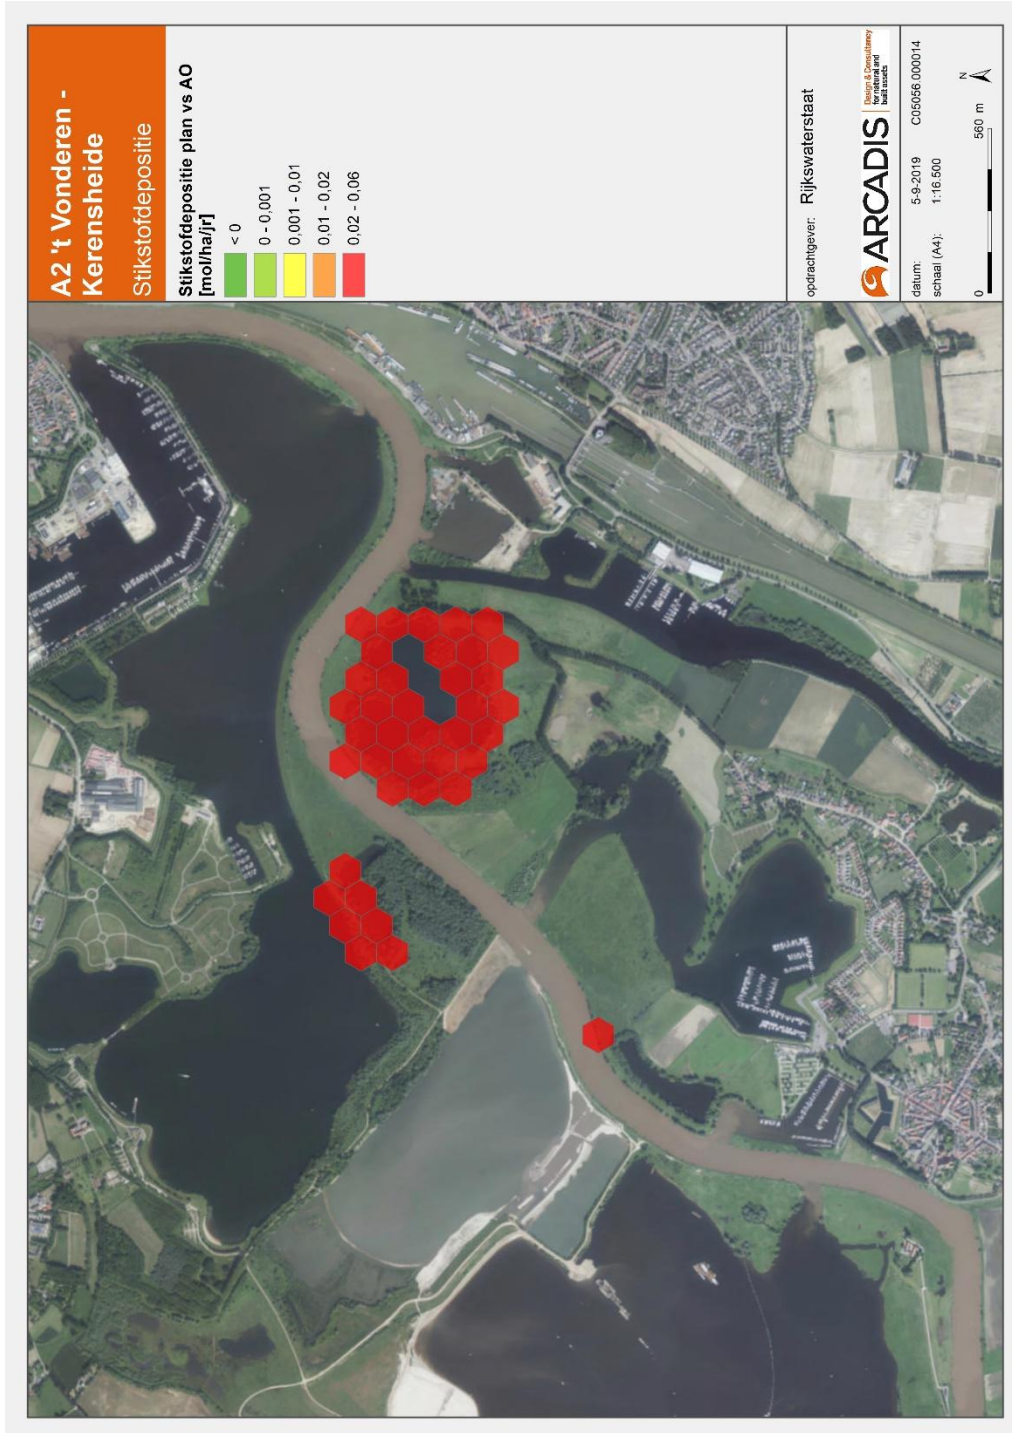 A2 't Vonderen -
Kerensheide
Stikstofdepositie
Stikstofdepositie plan vs AO
[mol/ha/jr]
< 0
0 - 0,001
0,001 - 0,01
0,01 - 0,02
0,02 - 0,06
opdrachtgever: Rijkswaterstaat
ARCADIS
Design & Consultancy
for natural and
built assets
datum: 5-9-2019 C05056.000014
schaal (A4): 1:16.500
0 560 m
N